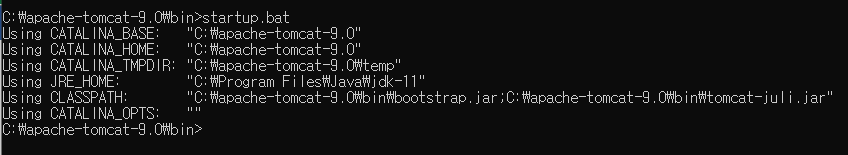 C:₩apache-tomcat-9.0₩bin>startup.bat
Using CATALINA_BASE:   "C:₩apache-tomcat-9.0"
Using CATALINA_HOME:   "C:₩apache-tomcat-9.0"
Using CATALINA_TMPDIR: "C:₩apache-tomcat-9.0₩temp"
Using JRE_HOME:        "C:₩Program Files₩Java₩jdk-11"
Using CLASSPATH:       "C:₩apache-tomcat-9.0₩bin₩bootstrap.jar;C:₩apache-tomcat-9.0₩bin₩tomcat-juli.jar"
Using CATALINA_OPTS:   ""
C:₩apache-tomcat-9.0₩bin>